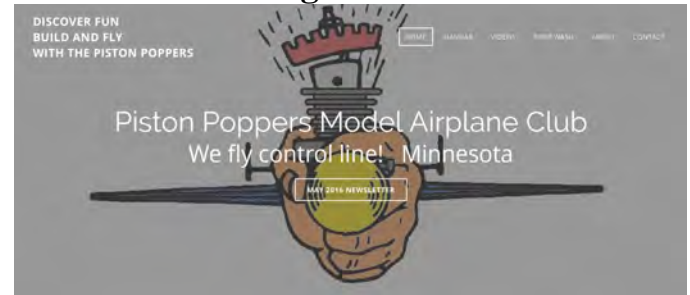 DISCOVER FUN
BUILD AND FLY
WITH THE PISTON POPPERS
HOME HANGAR VIDEOS ABOUT CONTACT
Piston Poppers Model Airplane Club
We fly control line! Minnesota
MAY 2016 NEWSLETTER